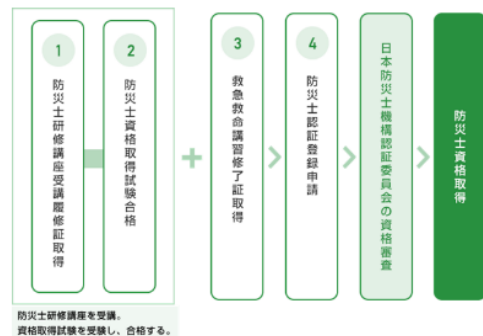 1
防災士研修講座受講履修証取得
2
防災士資格取得試験合格
+
3
救急救命講習修了証取得
4
防災士認証登録申請
日本防災士機構認証委員会の資格審査
防災士資格取得
防災士研修講座を受講。
資格取得試験を受験し、合格する。